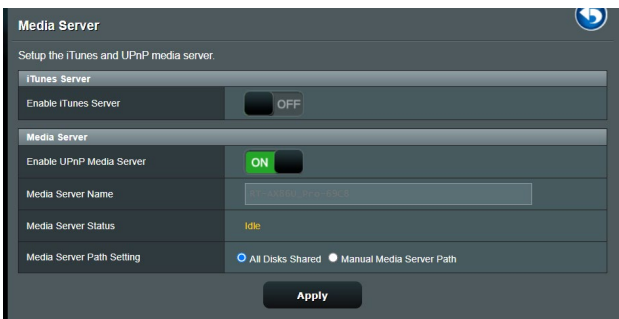 Media Server
Setup the iTunes and UPnP media server.
iTunes Server
Enable iTunes Server OFF
Media Server
Enable UPnP Media Server ON
Media Server Name
Media Server Status Idle
Media Server Path Setting All Disks Shared Manual Media Server Path
Apply